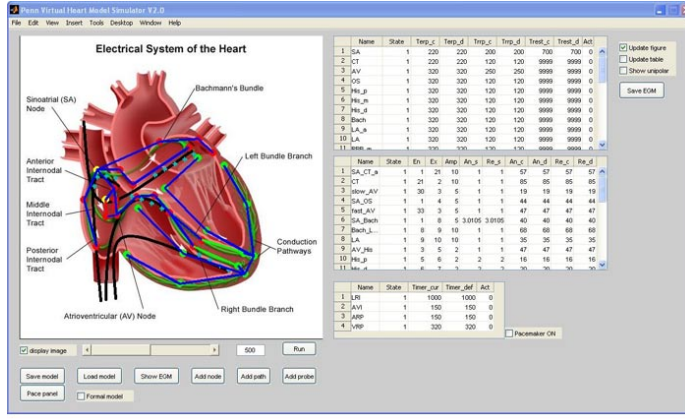 Penn Virtual Heart Model Simulator V2.0
File Edit View Insert Tools Desktop Window Help
Electrical System of the Heart
Bachmann's Bundle
Sinoatrial (SA)
Node
Left Bundle Branch
Anterior
Internodal
Tract
Middle
Internodal
Tract
Posterior
Internodal
Tract
Conduction
Pathways
Right Bundle Branch
Atrioventricular (AV) Node
display image
500
Run
Save model Load model Show EGM Add node Add path Add probe
Pace panel Formal model
Name State Terp_c Terp_d Trrp_c Trrp_d Trest_c Trest_d Act
1 SA 1 220 220 200 200 700 700 0
2 CT 1 220 220 120 120 9999 9999 0
3 AV 1 320 320 250 250 9999 9999 0
4 OS 1 220 220 120 120 9999 9999 0
5 His_p 1 320 320 120 120 9999 9999 0
6 His_m 1 320 320 120 120 9999 9999 0
7 His_d 1 320 320 120 120 9999 9999 0
8 Bach 1 220 220 120 120 9999 9999 0
9 LA_a 1 320 320 120 120 9999 9999 0
10 LA 1 320 320 120 120 9999 9999 0
Update figure
Update table
Show unipolar
Save EGM
Name State En Ex Amp An_s Re_s An_c An_d Re_c Re_d
1 SA_CT_a 1 1 21 10 1 1 57 57 57 57
2 CT 1 21 2 10 1 1 85 85 85 85
3 slow_AV 1 30 3 5 1 1 19 19 19 19
4 SA_OS 1 1 4 5 1 1 44 44 44 44
5 fast_AV 1 33 3 5 1 1 47 47 47 47
6 SA_Bach 1 1 8 5 3.0105 3.0105 40 40 40 40
7 Bach_L... 1 8 9 10 1 1 68 68 68 68
8 LA 1 9 10 10 1 1 35 35 35 35
9 AV_His 1 3 5 2 1 1 47 47 47 47
10 His_p 1 5 6 2 2 2 16 16 16 16
Name State Timer_cur Timer_def Act
1 LRI 1 1000 1000 0
2 AVI 1 150 150 0
3 ARP 1 150 150 0
4 VRP 1 320 320 0
Pacemaker ON